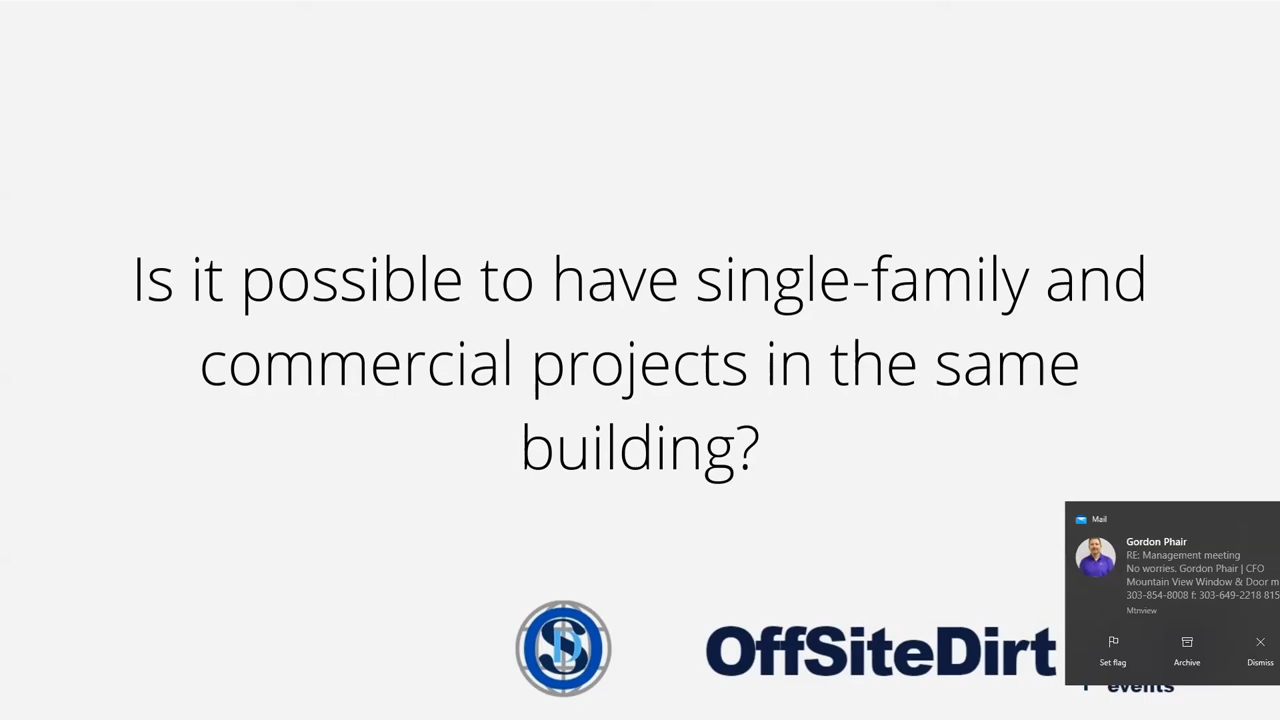 Is it possible to have single-family and
commercial projects in the same
building?
Mail
Gordon Phair
RE: Management meeting
No worries. Gordon Phair | CFO
Mountain View Window & Door m
303-854-8008 f: 303-649-2218 815
Mtnview
Set flag
Archive
Dismiss
SD
OffSiteDirt
events